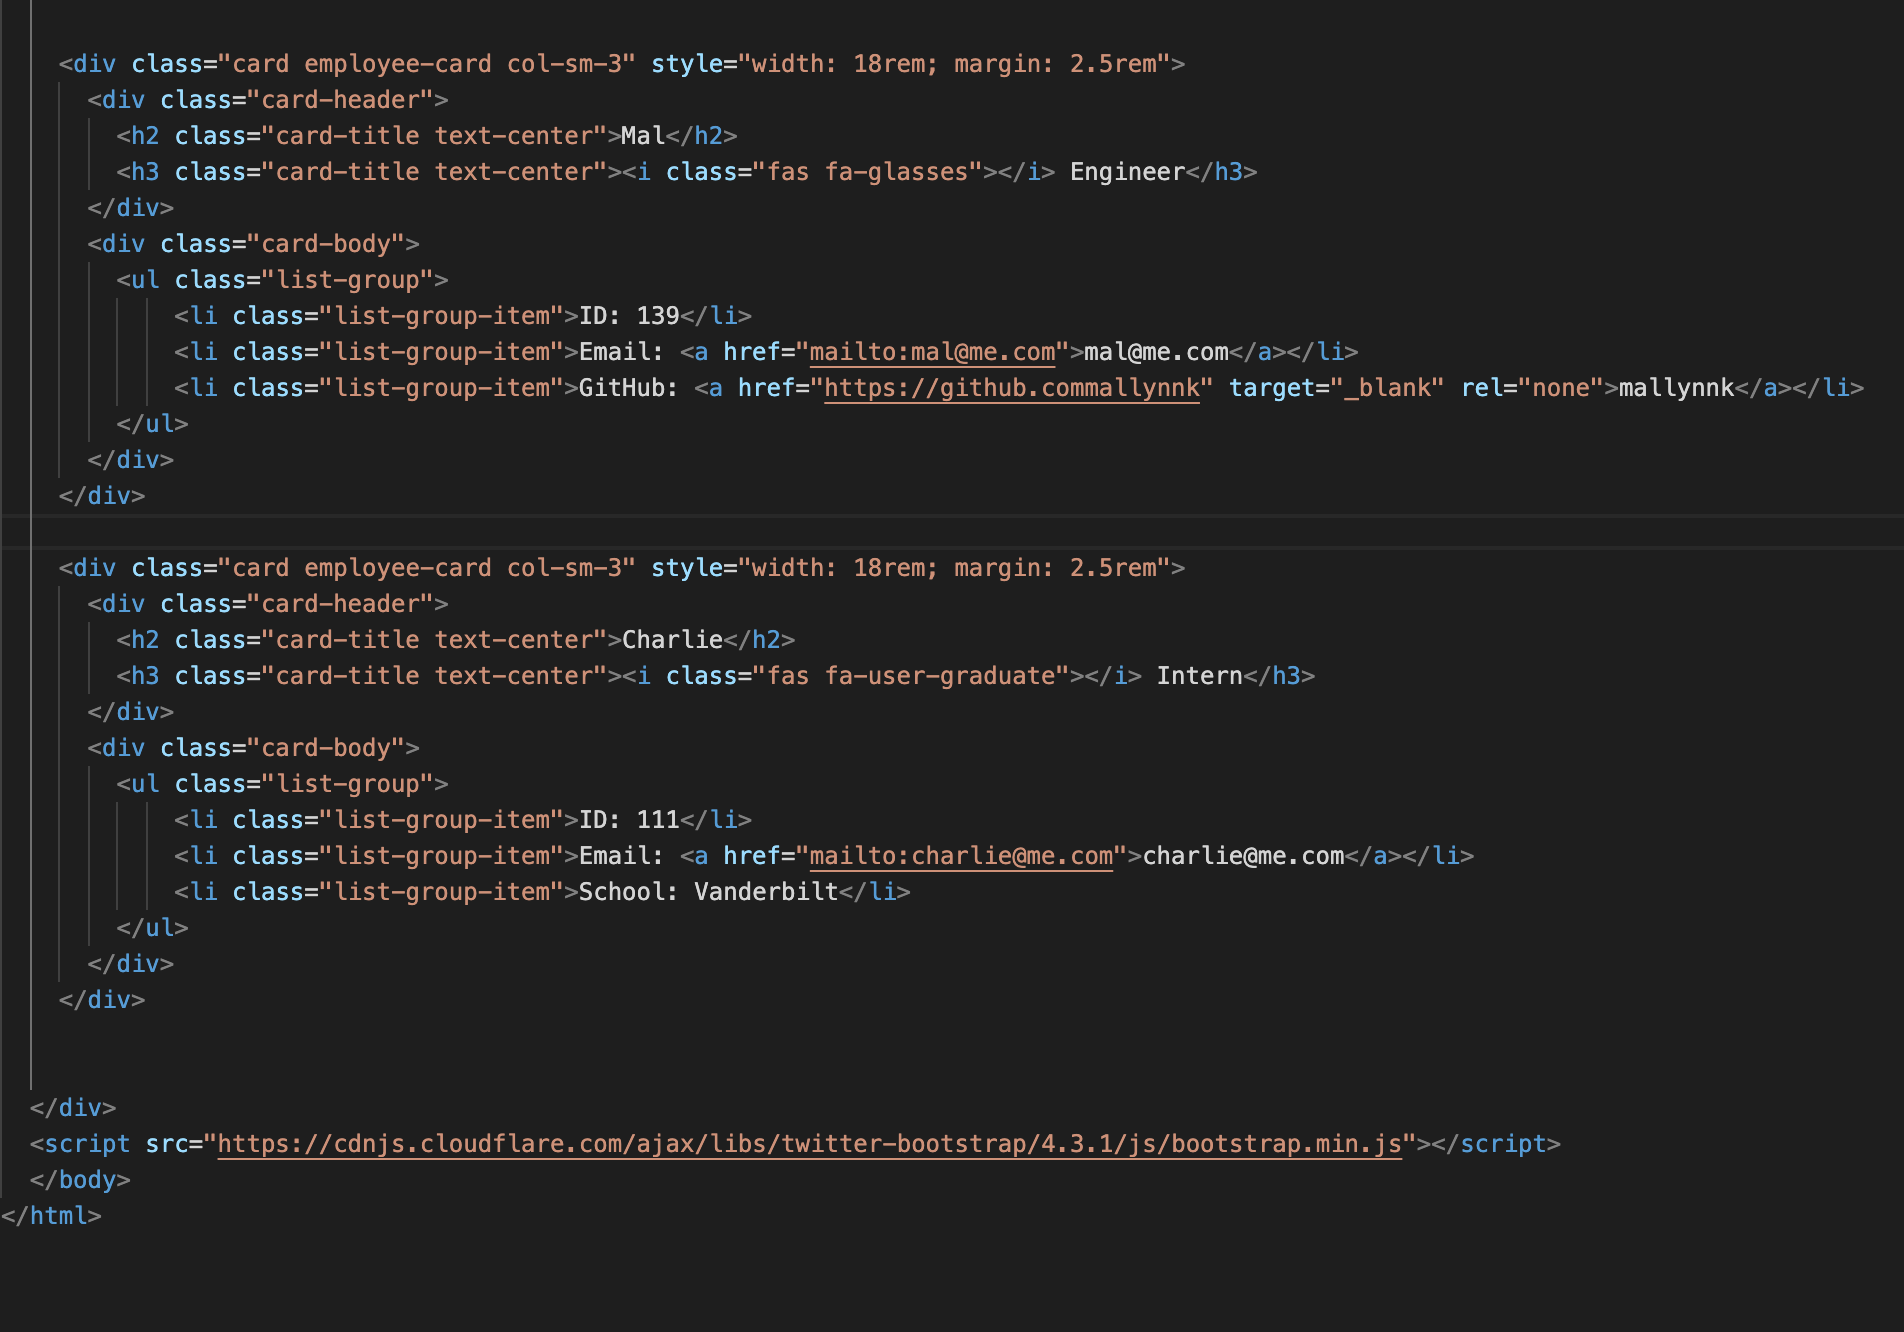 <div class="card employee-card col-sm-3" style="width: 18rem; margin: 2.5rem">
<div class="card-header">
<h2 class="card-title text-center">Mal</h2>
<h3 class="card-title text-center"><i class="fas fa-glasses"></i> Engineer</h3>
</div>
<div class="card-body">
<ul class="list-group">
<li class="list-group-item">ID: 139</li>
<li class="list-group-item">Email: <a href="mailto:mal@me.com">mal@me.com</a></li>
<li class="list-group-item">GitHub: <a href="https://github.commallynnk" target="_blank" rel="none">mallynnk</a></li>
</ul>
</div>
</div>
<div class="card employee-card col-sm-3" style="width: 18rem; margin: 2.5rem">
<div class="card-header">
<h2 class="card-title text-center">Charlie</h2>
<h3 class="card-title text-center"><i class="fas fa-user-graduate"></i> Intern</h3>
</div>
<div class="card-body">
<ul class="list-group">
<li class="list-group-item">ID: 111</li>
<li class="list-group-item">Email: <a href="mailto:charlie@me.com">charlie@me.com</a></li>
<li class="list-group-item">School: Vanderbilt</li>
</ul>
</div>
</div>
</div>
<script src="https://cdnjs.cloudflare.com/ajax/libs/twitter-bootstrap/4.3.1/js/bootstrap.min.js"></script>
</body>
</html>